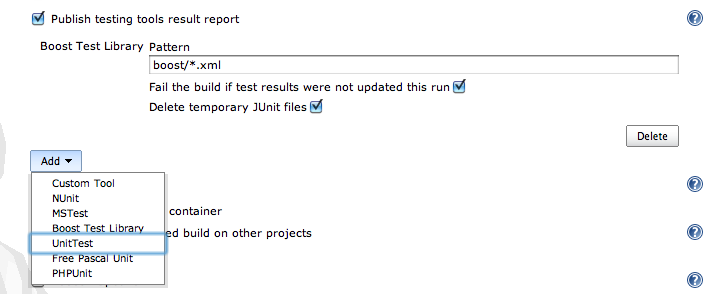 Publish testing tools result report
Boost Test Library Pattern
boost/*.xml
Fail the build if test results were not updated this run
Delete temporary JUnit files
Delete
Add
Custom Tool
NUnit
MSTest
container
Boost Test Library
ed build on other projects
UnitTest
Free Pascal Unit
PHPUnit